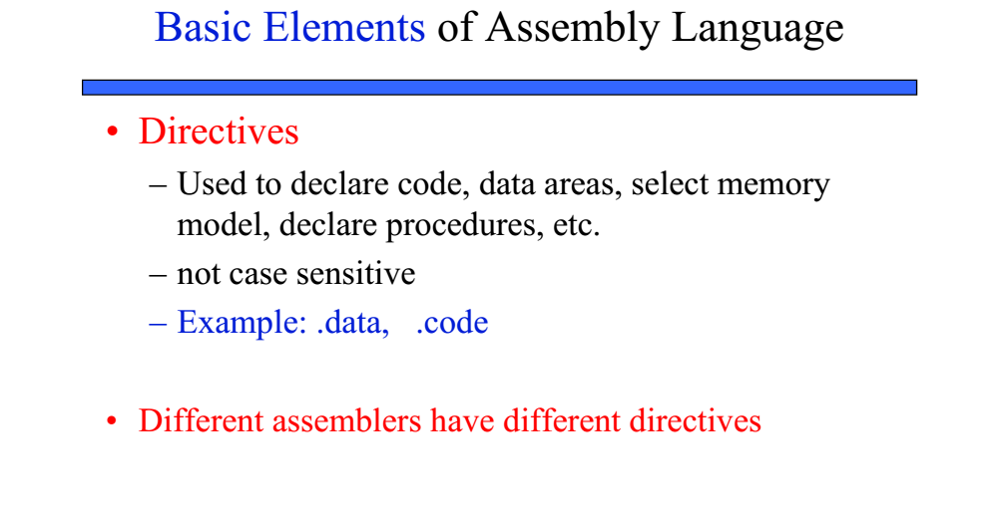 Basic Elements of Assembly Language
• Directives
– Used to declare code, data areas, select memory
model, declare procedures, etc.
– not case sensitive
– Example: .data, .code
• Different assemblers have different directives